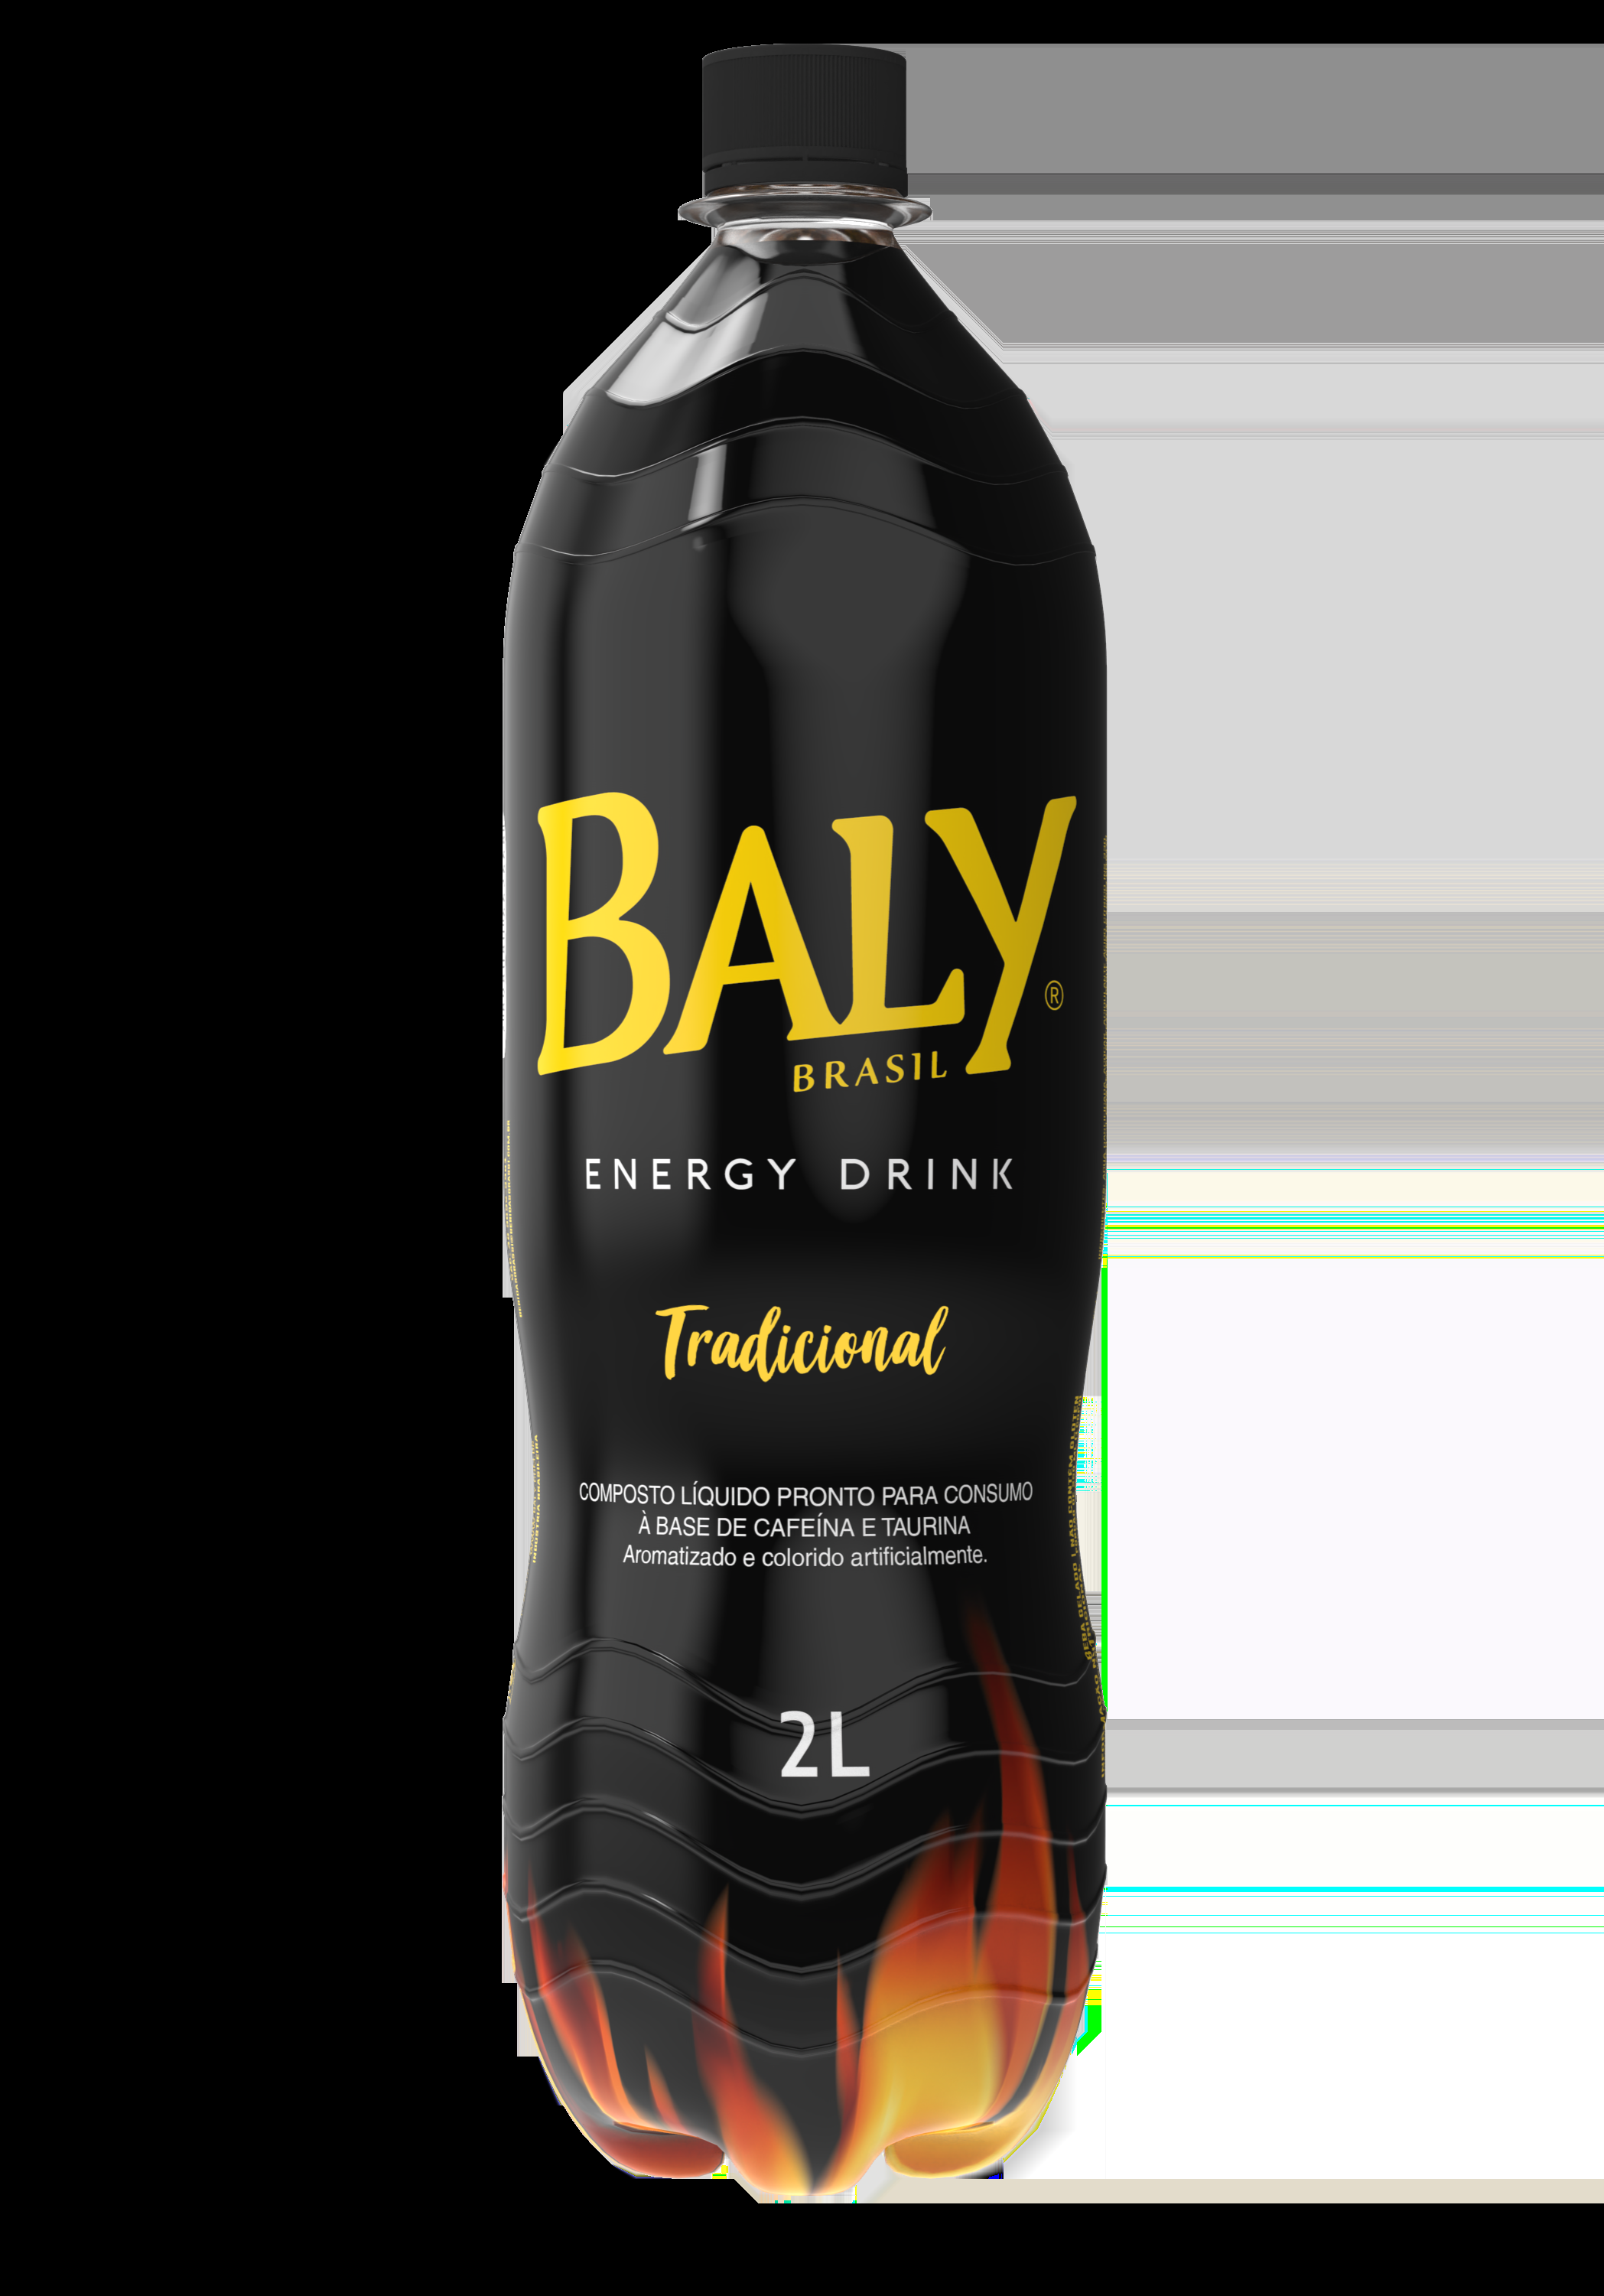 BALY®
BRASIL
ENERGY DRINK
Tradicional
COMPOSTO LÍQUIDO PRONTO PARA CONSUMO
À BASE DE CAFEÍNA E TAURINA
Aromatizado e colorido artificialmente.
2L